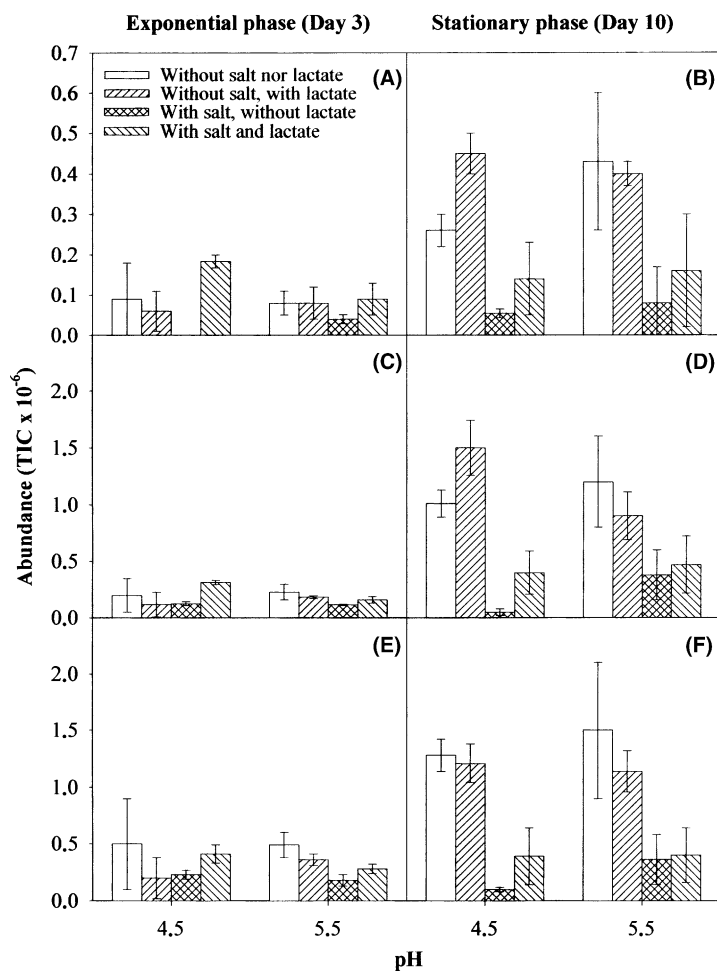 Exponential phase (Day 3) Stationary phase (Day 10)
0.7
0.6
0.5
0.4
0.3
0.2
0.1
0.0
Without salt nor lactate
Without salt, with lactate
With salt, without lactate
With salt and lactate
(A)
(B)
2.0
1.5
1.0
0.5
0.0
(C)
(D)
Abundance (TIC x 10⁻⁶)
2.0
1.5
1.0
0.5
0.0
(E)
(F)
4.5 5.5 4.5 5.5
pH